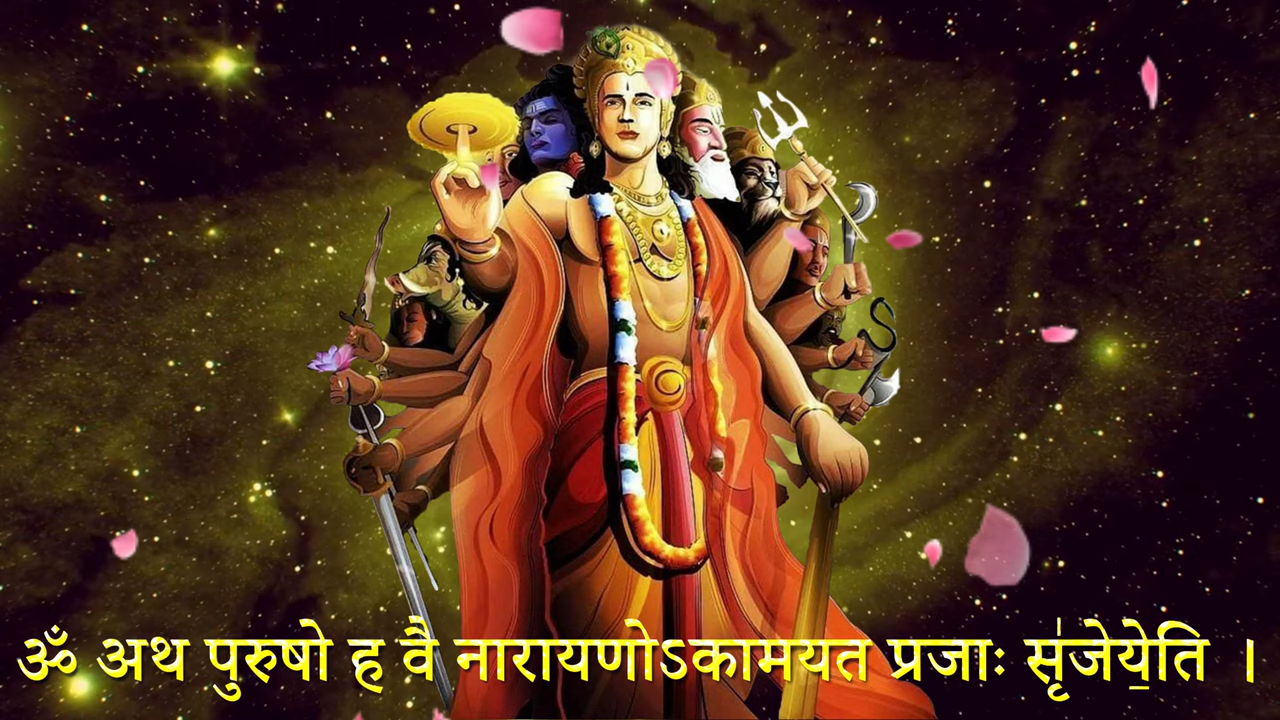 ॐ अथ पुरुषो ह वै नारायणोऽकामयत प्रजाः सृ॑जेये॒ति ।